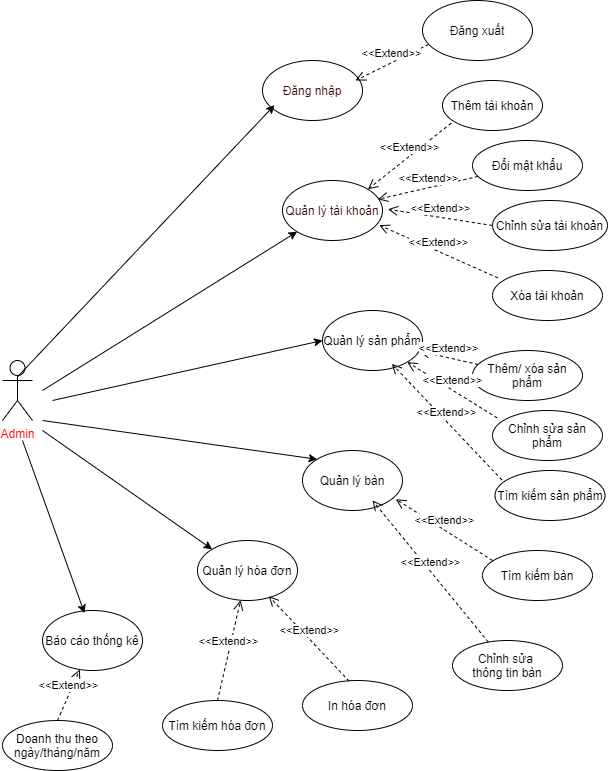 Đăng xuất
<<Extend>>
Đăng nhập
Thêm tài khoản
<<Extend>>
Đổi mật khẩu
<<Extend>>
Quản lý tài khoản
<<Extend>>
Chỉnh sửa tài khoản
<<Extend>>
Xóa tài khoản
Quản lý sản phẩm
<<Extend>>
Thêm/ xóa sản
phẩm
<<Extend>>
<<Extend>>
Chỉnh sửa sản
phẩm
Admin
Quản lý bàn
Tìm kiếm sản phẩm
<<Extend>>
<<Extend>>
Quản lý hóa đơn
Tìm kiếm bàn
Báo cáo thống kê
<<Extend>>
<<Extend>>
Chỉnh sửa
thông tin bàn
<<Extend>>
Tìm kiếm hóa đơn
In hóa đơn
Doanh thu theo
ngày/tháng/năm